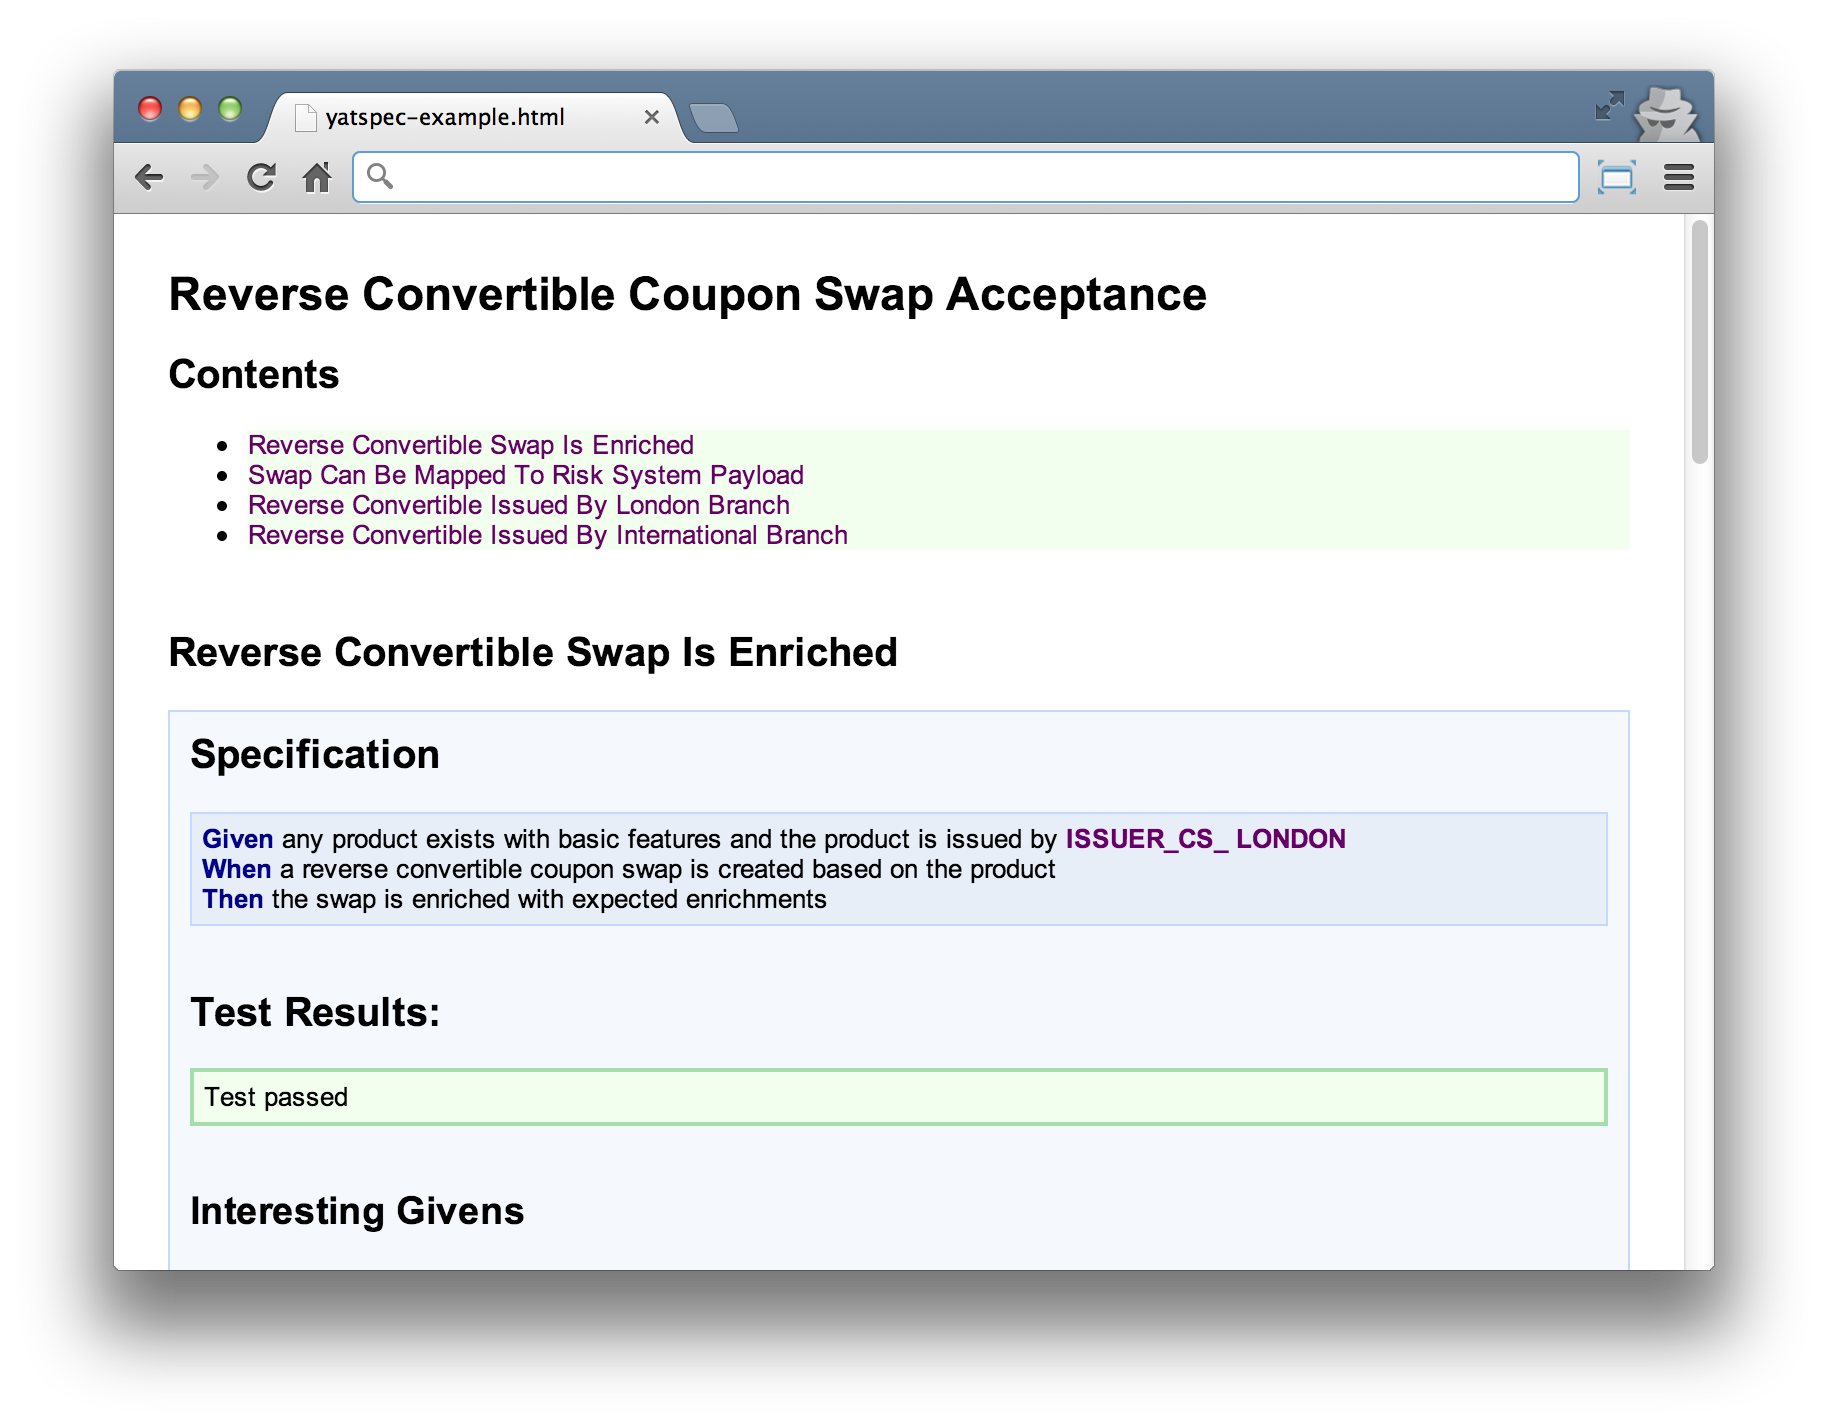 yatspec-example.html
Reverse Convertible Coupon Swap Acceptance
Contents
Reverse Convertible Swap Is Enriched
Swap Can Be Mapped To Risk System Payload
Reverse Convertible Issued By London Branch
Reverse Convertible Issued By International Branch
Reverse Convertible Swap Is Enriched
Specification
Given any product exists with basic features and the product is issued by ISSUER_CS_ LONDON
When a reverse convertible coupon swap is created based on the product
Then the swap is enriched with expected enrichments
Test Results:
Test passed
Interesting Givens